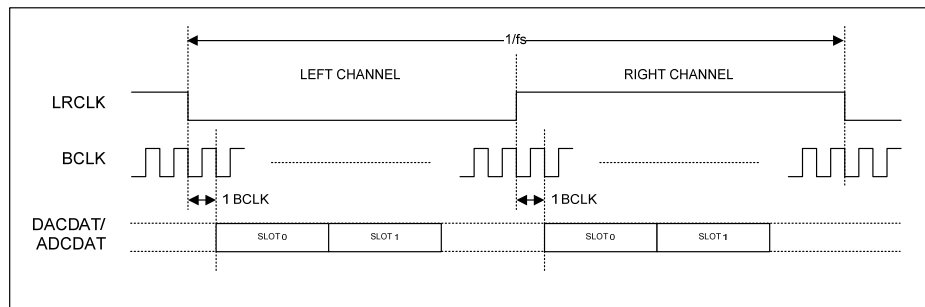 1/fs
LEFT CHANNEL
RIGHT CHANNEL
LRCLK
BCLK
1 BCLK
1 BCLK
DACDAT/
ADCDAT
SLOT 0
SLOT 1
SLOT 0
SLOT 1